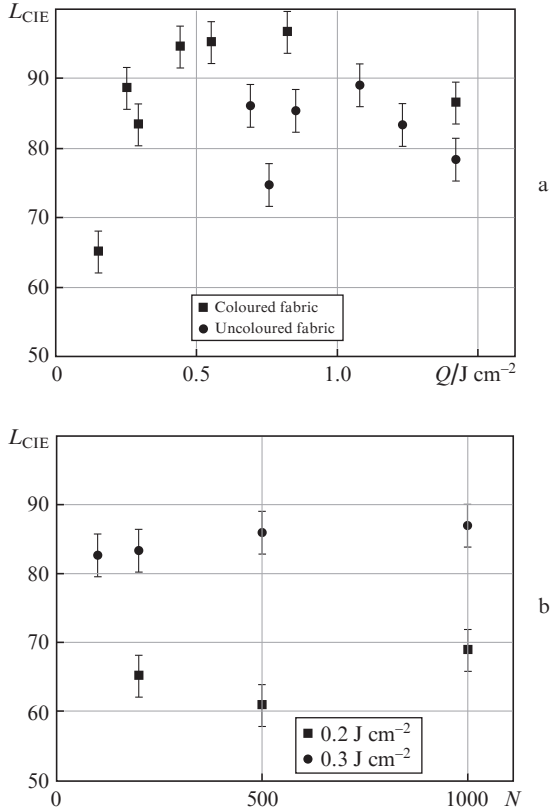 L_CIE
90
80
70
60
50
0
0.5
1.0
Q/J cm⁻²
Coloured fabric
Uncoloured fabric
a
L_CIE
90
80
70
60
50
0
500
1000
N
0.2 J cm⁻²
0.3 J cm⁻²
b